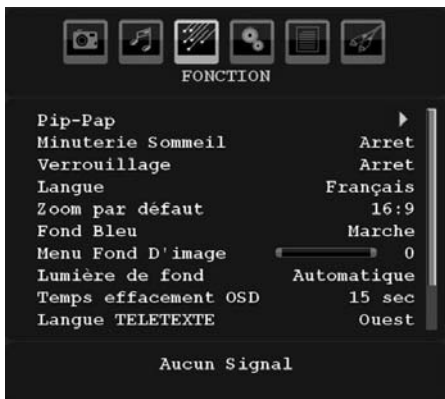 FONCTION
Pip-Pap
Minuterie Sommeil Arret
Verrouillage Arret
Langue Français
Zoom par défaut 16:9
Fond Bleu Marche
Menu Fond D'image 0
Lumière de fond Automatique
Temps effacement OSD 15 sec
Langue TELETEXTE Ouest
Aucun Signal